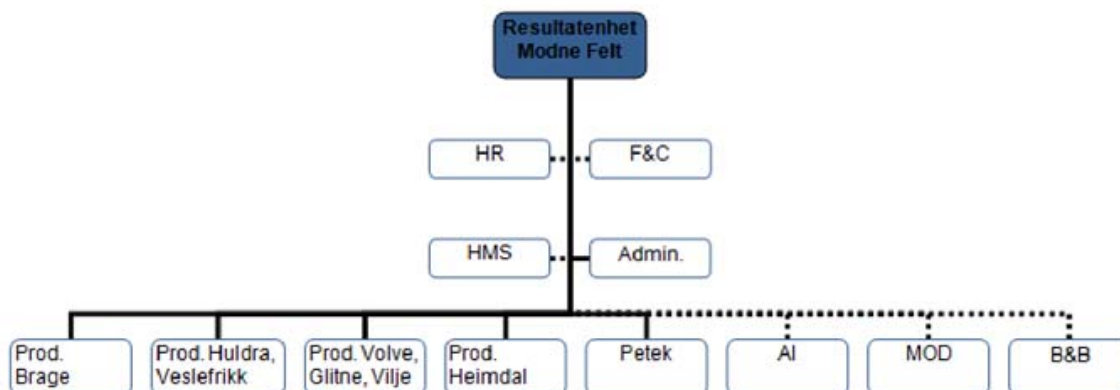 Resultatenhet
Modne Felt
HR
F&C
HMS
Admin.
Prod.
Brage
Prod. Huldra,
Veslefrikk
Prod. Volve,
Glitne, Vilje
Prod.
Heimdal
Petek
AI
MOD
B&B